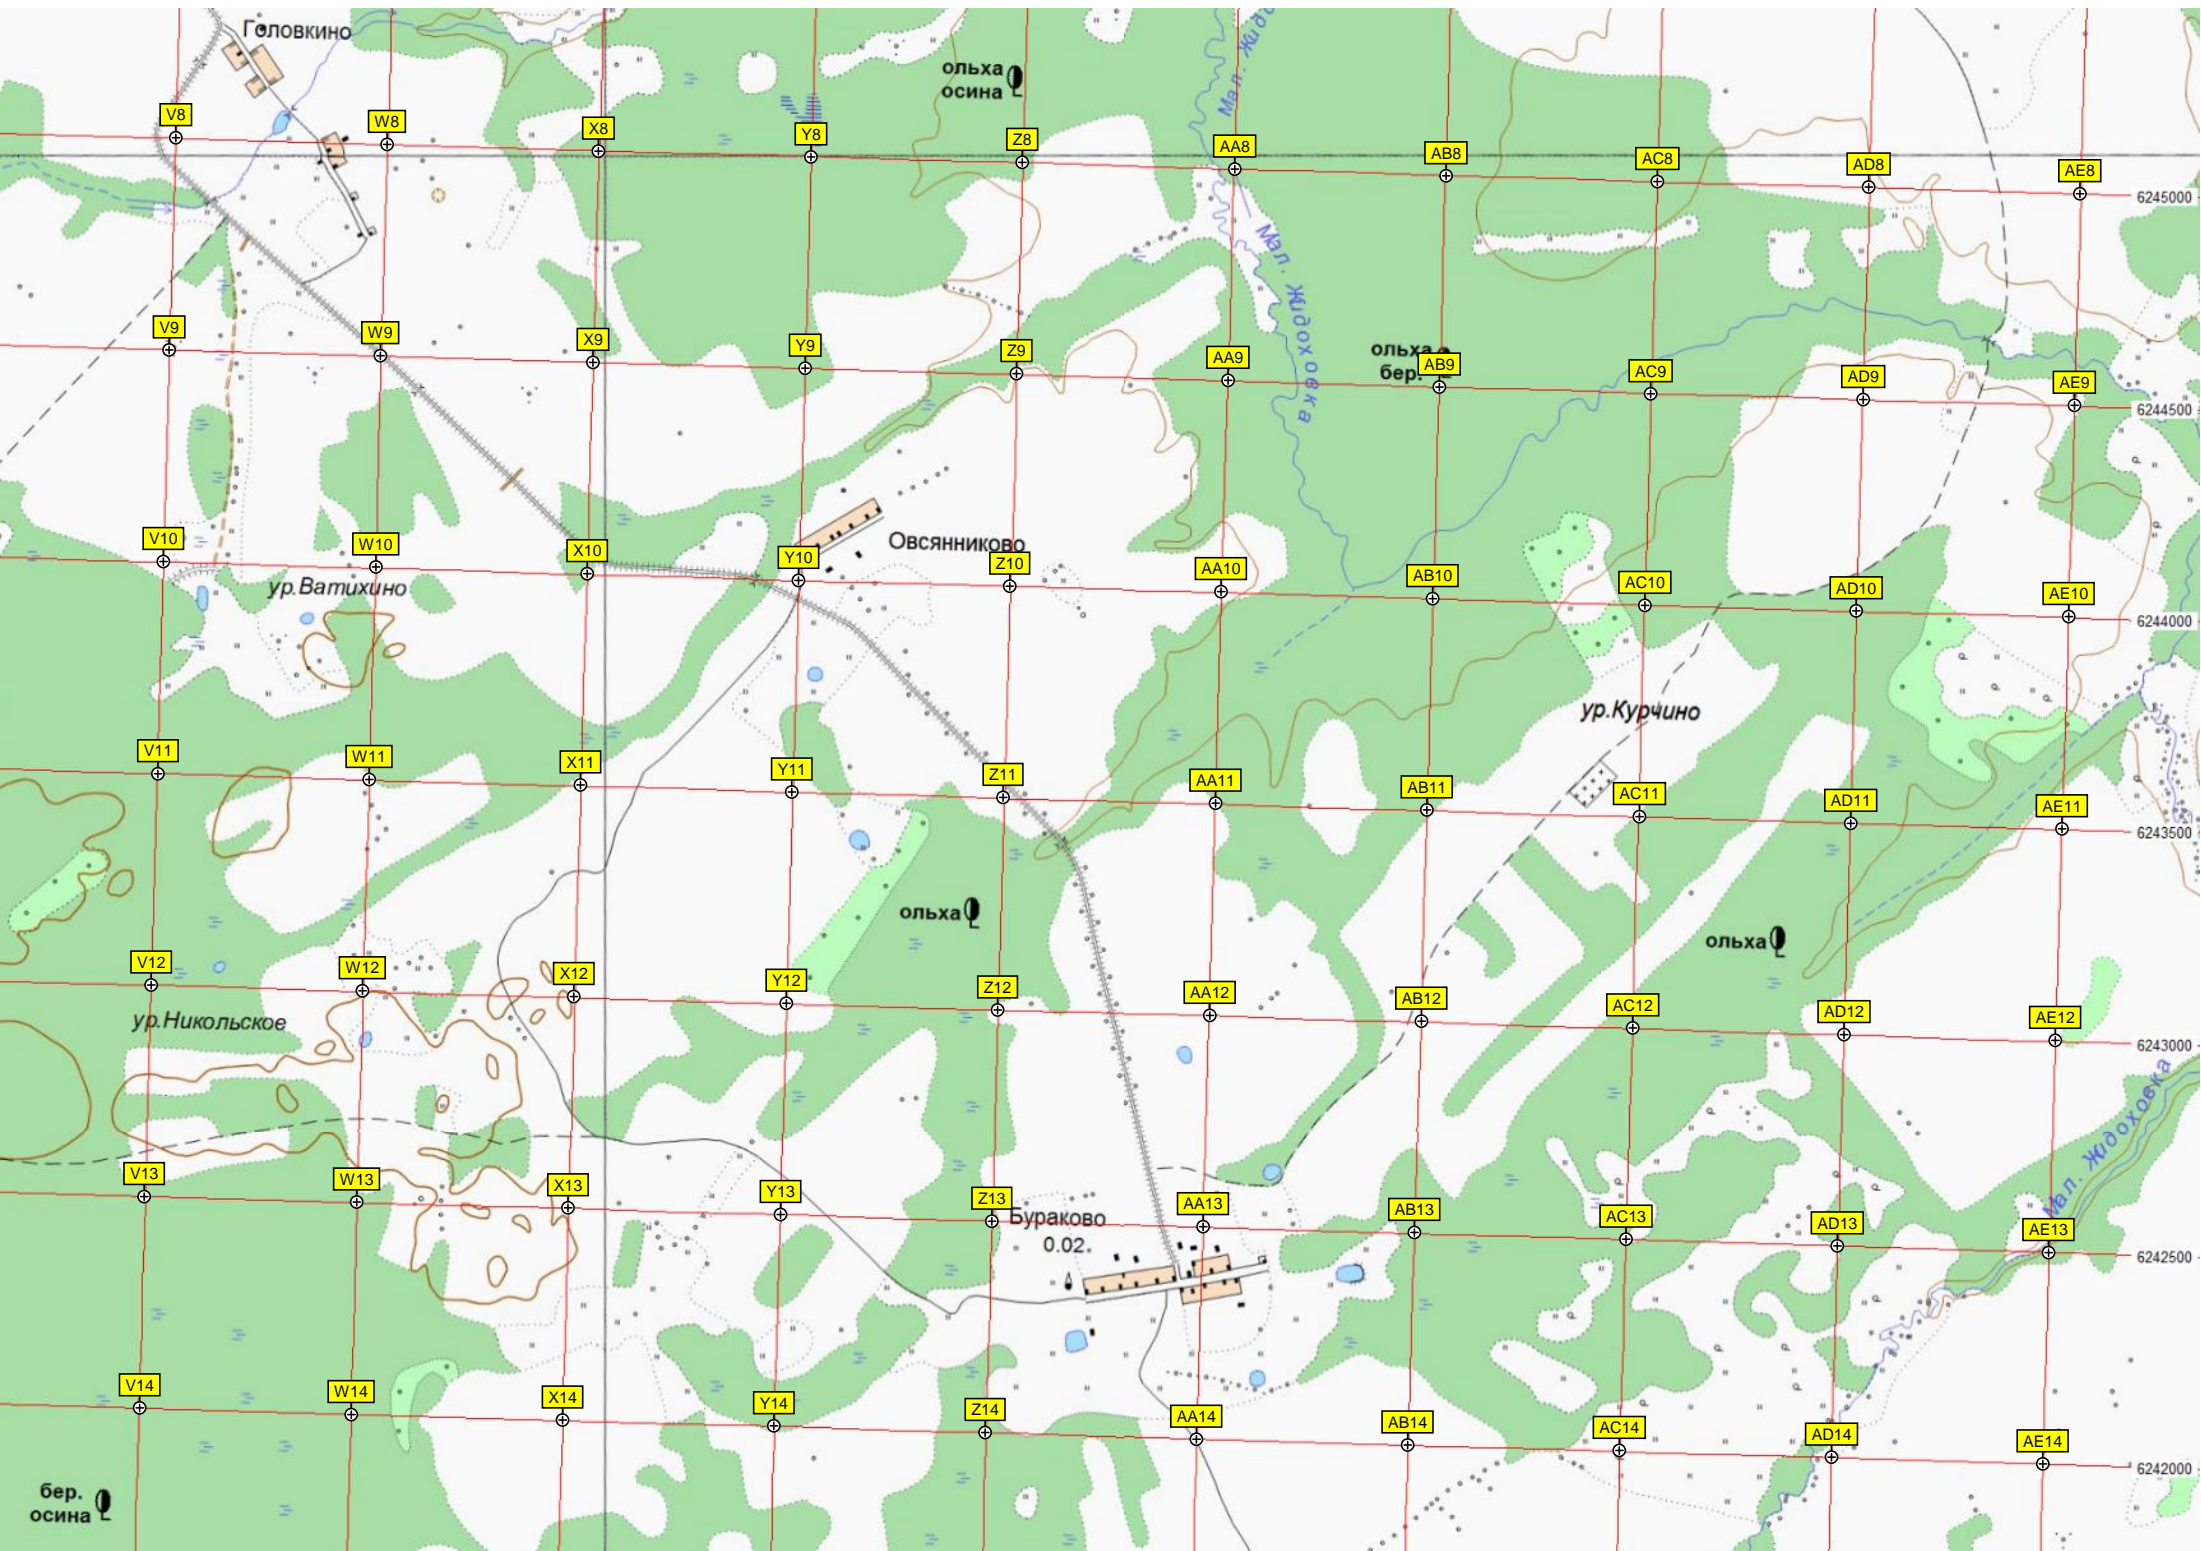 Головкино
Мал. Жидо
ольха
осина
V8
W8
X8
Y8
Z8
AA8
AB8
AC8
AD8
AE8
6245000
Мал. Жидоховка
V9
W9
X9
Y9
Z9
AA9
ольха
бер.
AB9
AC9
AD9
AE9
6244500
Овсянниково
V10
W10
X10
Y10
Z10
AA10
AB10
AC10
AD10
AE10
ур.Ватихино
6244000
ур.Курчино
V11
W11
X11
Y11
Z11
AA11
AB11
AC11
AD11
AE11
6243500
ольха
ольха
V12
W12
X12
Y12
Z12
AA12
AB12
AC12
AD12
AE12
ур.Никольское
6243000
Мал. Жидоховка
V13
W13
X13
Y13
Z13
AA13
AB13
AC13
AD13
AE13
Бураково
0.02
6242500
V14
W14
X14
Y14
Z14
AA14
AB14
AC14
AD14
AE14
6242000
бер.
осина